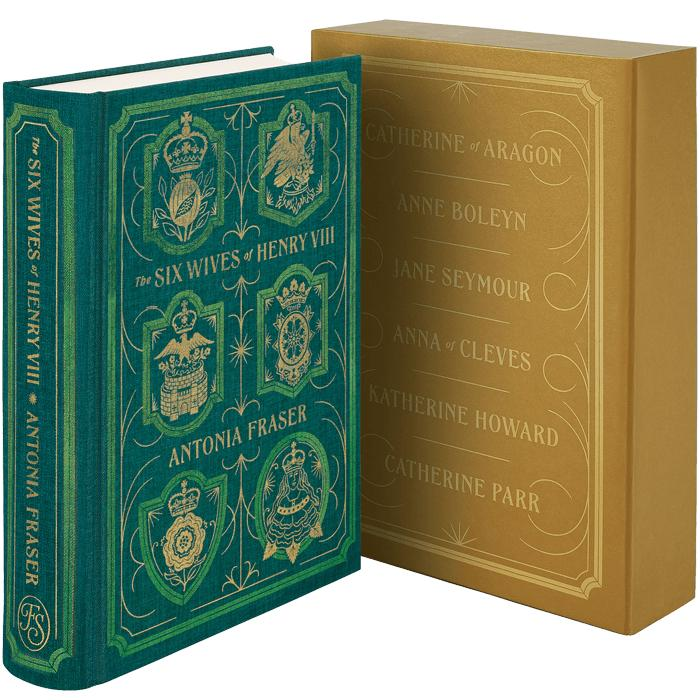 The SIX WIVES of HENRY VIII ✷ ANTONIA FRASER
FS
The SIX WIVES of HENRY VIII
ANTONIA FRASER
CATHERINE of ARAGON
ANNE BOLEYN
JANE SEYMOUR
ANNA of CLEVES
KATHERINE HOWARD
CATHERINE PARR